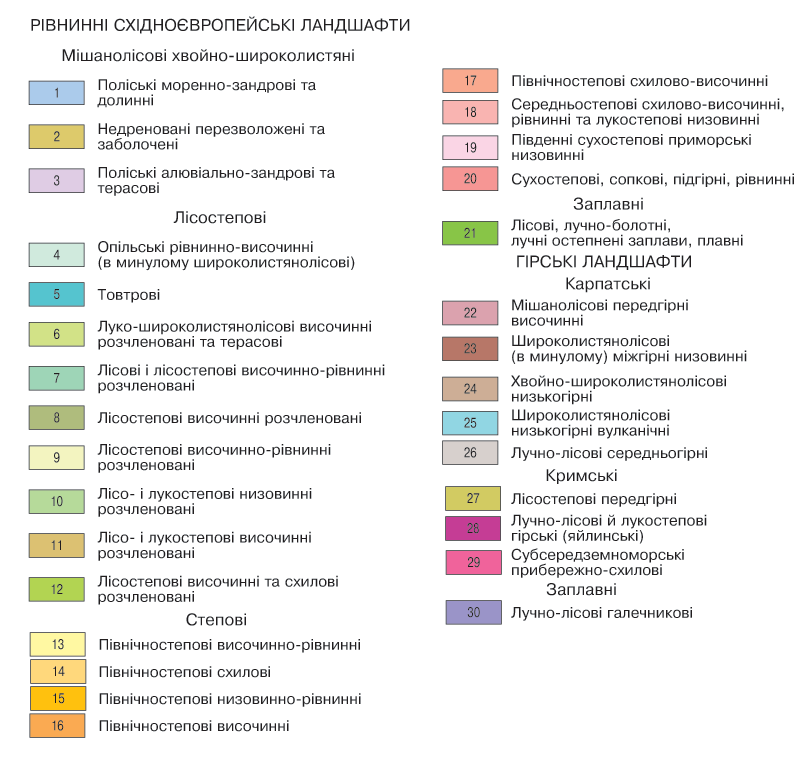 РІВНИННІ СХІДНОЄВРОПЕЙСЬКІ ЛАНДШАФТИ
Мішанолісові хвойно-широколистяні
1 Поліські моренно-зандрові та
долинні
2 Недреновані перезволожені та
заболочені
3 Поліські алювіально-зандрові та
терасові
Лісостепові
4 Опільські рівнинно-височинні
(в минулому широколистянолісові)
5 Товтрові
6 Луко-широколистянолісові височинні
розчленовані та терасові
7 Лісові і лісостепові височинно-рівнинні
розчленовані
8 Лісостепові височинні розчленовані
9 Лісостепові височинно-рівнинні
розчленовані
10 Лісо- і лукостепові низовинні
розчленовані
11 Лісо- і лукостепові височинні
розчленовані
12 Лісостепові височинні та схилові
розчленовані
Степові
13 Північностепові височинно-рівнинні
14 Північностепові схилові
15 Північностепові низовинно-рівнинні
16 Північностепові височинні
17 Північностепові схилово-височинні
18 Середньостепові схилово-височинні,
рівнинні та лукостепові низовинні
19 Південні сухостепові приморські
низовинні
20 Сухостепові, сопкові, підгірні, рівнинні
Заплавні
21 Лісові, лучно-болотні,
лучні остепнені заплави, плавні
ГІРСЬКІ ЛАНДШАФТИ
Карпатські
22 Мішанолісові передгірні
височинні
23 Широколистянолісові
(в минулому) міжгірні низовинні
24 Хвойно-широколистянолісові
низькогірні
25 Широколистянолісові
низькогірні вулканічні
26 Лучно-лісові середньогірні
Кримські
27 Лісостепові передгірні
28 Лучно-лісові й лукостепові
гірські (яйлинські)
29 Субсередземноморські
прибережно-схилові
Заплавні
30 Лучно-лісові галечникові